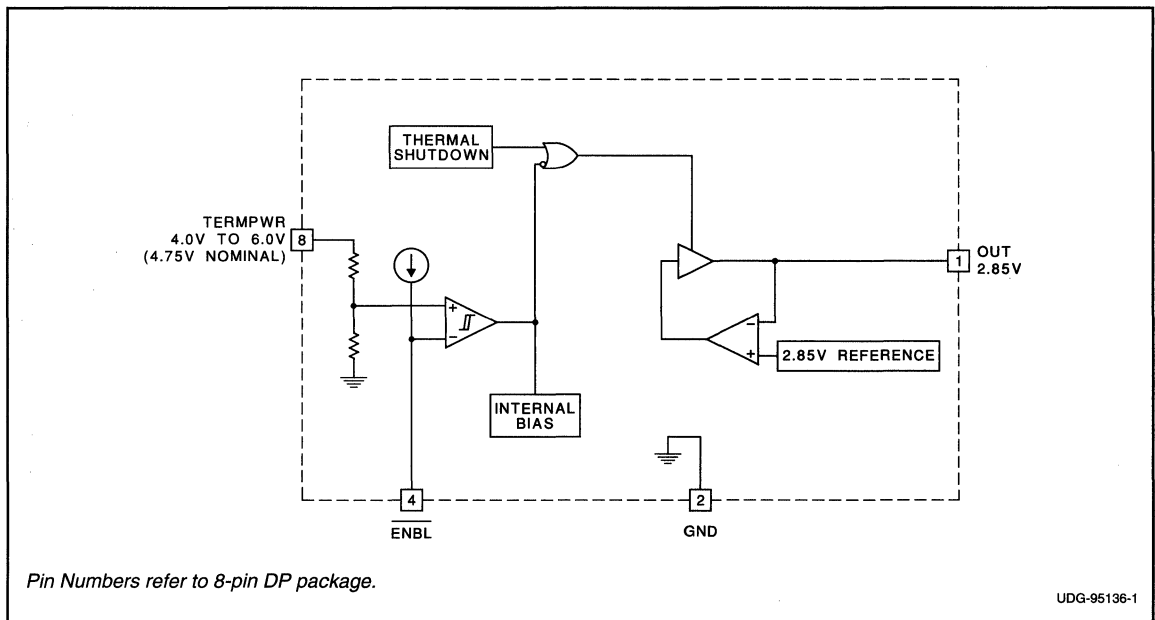 THERMAL
SHUTDOWN
TERMPWR
4.0V TO 6.0V
(4.75V NOMINAL)
8
+
−
1
OUT
2.85V
−
+
2.85V REFERENCE
INTERNAL
BIAS
4
2
ENBL
GND
Pin Numbers refer to 8-pin DP package.
UDG-95136-1